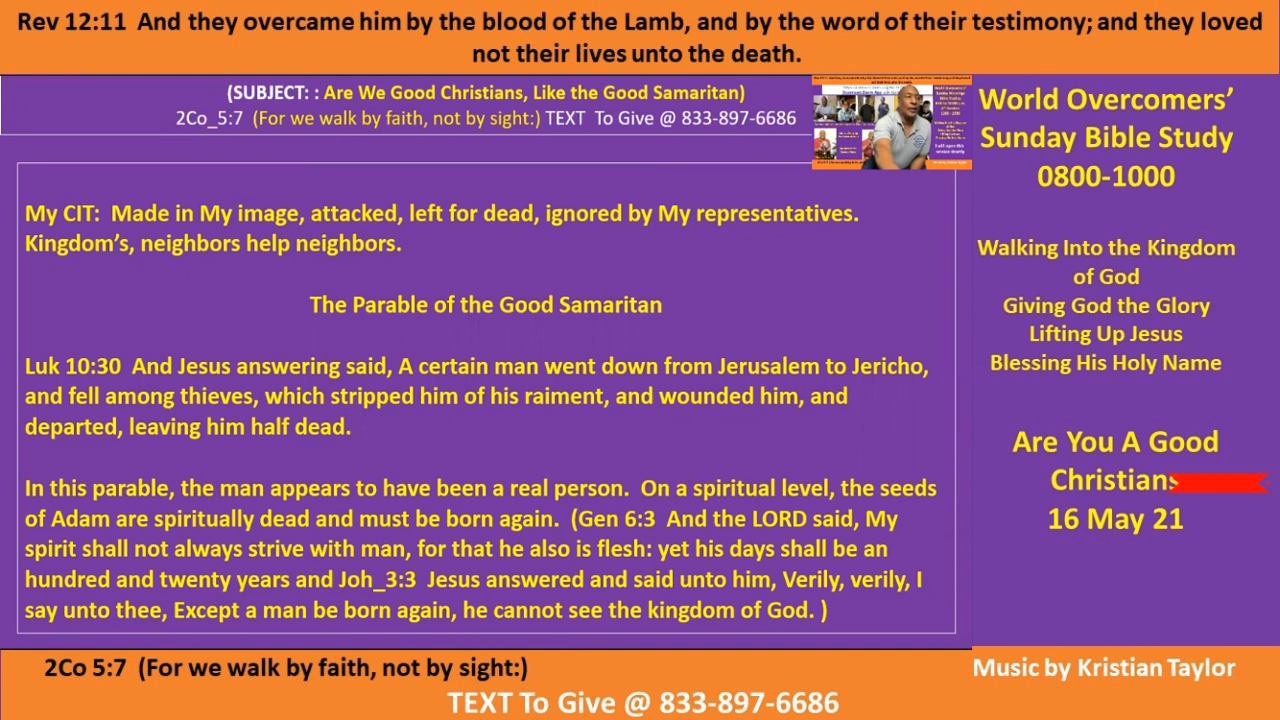 Rev 12:11 And they overcame him by the blood of the Lamb, and by the word of their testimony; and they loved
not their lives unto the death.
(SUBJECT: : Are We Good Christians, Like the Good Samaritan)
2Co_5:7 (For we walk by faith, not by sight:) TEXT To Give @ 833-897-6686
My CIT: Made in My image, attacked, left for dead, ignored by My representatives.
Kingdom's, neighbors help neighbors.
The Parable of the Good Samaritan
Luk 10:30 And Jesus answering said, A certain man went down from Jerusalem to Jericho,
and fell among thieves, which stripped him of his raiment, and wounded him, and
departed, leaving him half dead.
In this parable, the man appears to have been a real person. On a spiritual level, the seeds
of Adam are spiritually dead and must be born again. (Gen 6:3 And the LORD said, My
spirit shall not always strive with man, for that he also is flesh: yet his days shall be an
hundred and twenty years and Joh_3:3 Jesus answered and said unto him, Verily, verily, I
say unto thee, Except a man be born again, he cannot see the kingdom of God. )
World Overcomers'
Sunday Bible Study
0800-1000
Walking Into the Kingdom
of God
Giving God the Glory
Lifting Up Jesus
Blessing His Holy Name
Are You A Good
Christians
16 May 21
2Co 5:7 (For we walk by faith, not by sight:)
Music by Kristian Taylor
TEXT To Give @ 833-897-6686